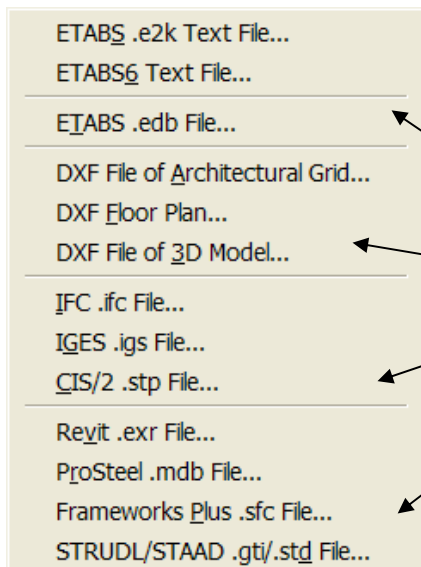 ETABS .e2k Text File...
ETABS6 Text File...
ETABS .edb File...
DXF File of Architectural Grid...
DXF Floor Plan...
DXF File of 3D Model...
IFC .ifc File...
IGES .igs File...
CIS/2 .stp File...
Revit .exr File...
ProSteel .mdb File...
Frameworks Plus .sfc File...
STRUDL/STAAD .gti/.std File...